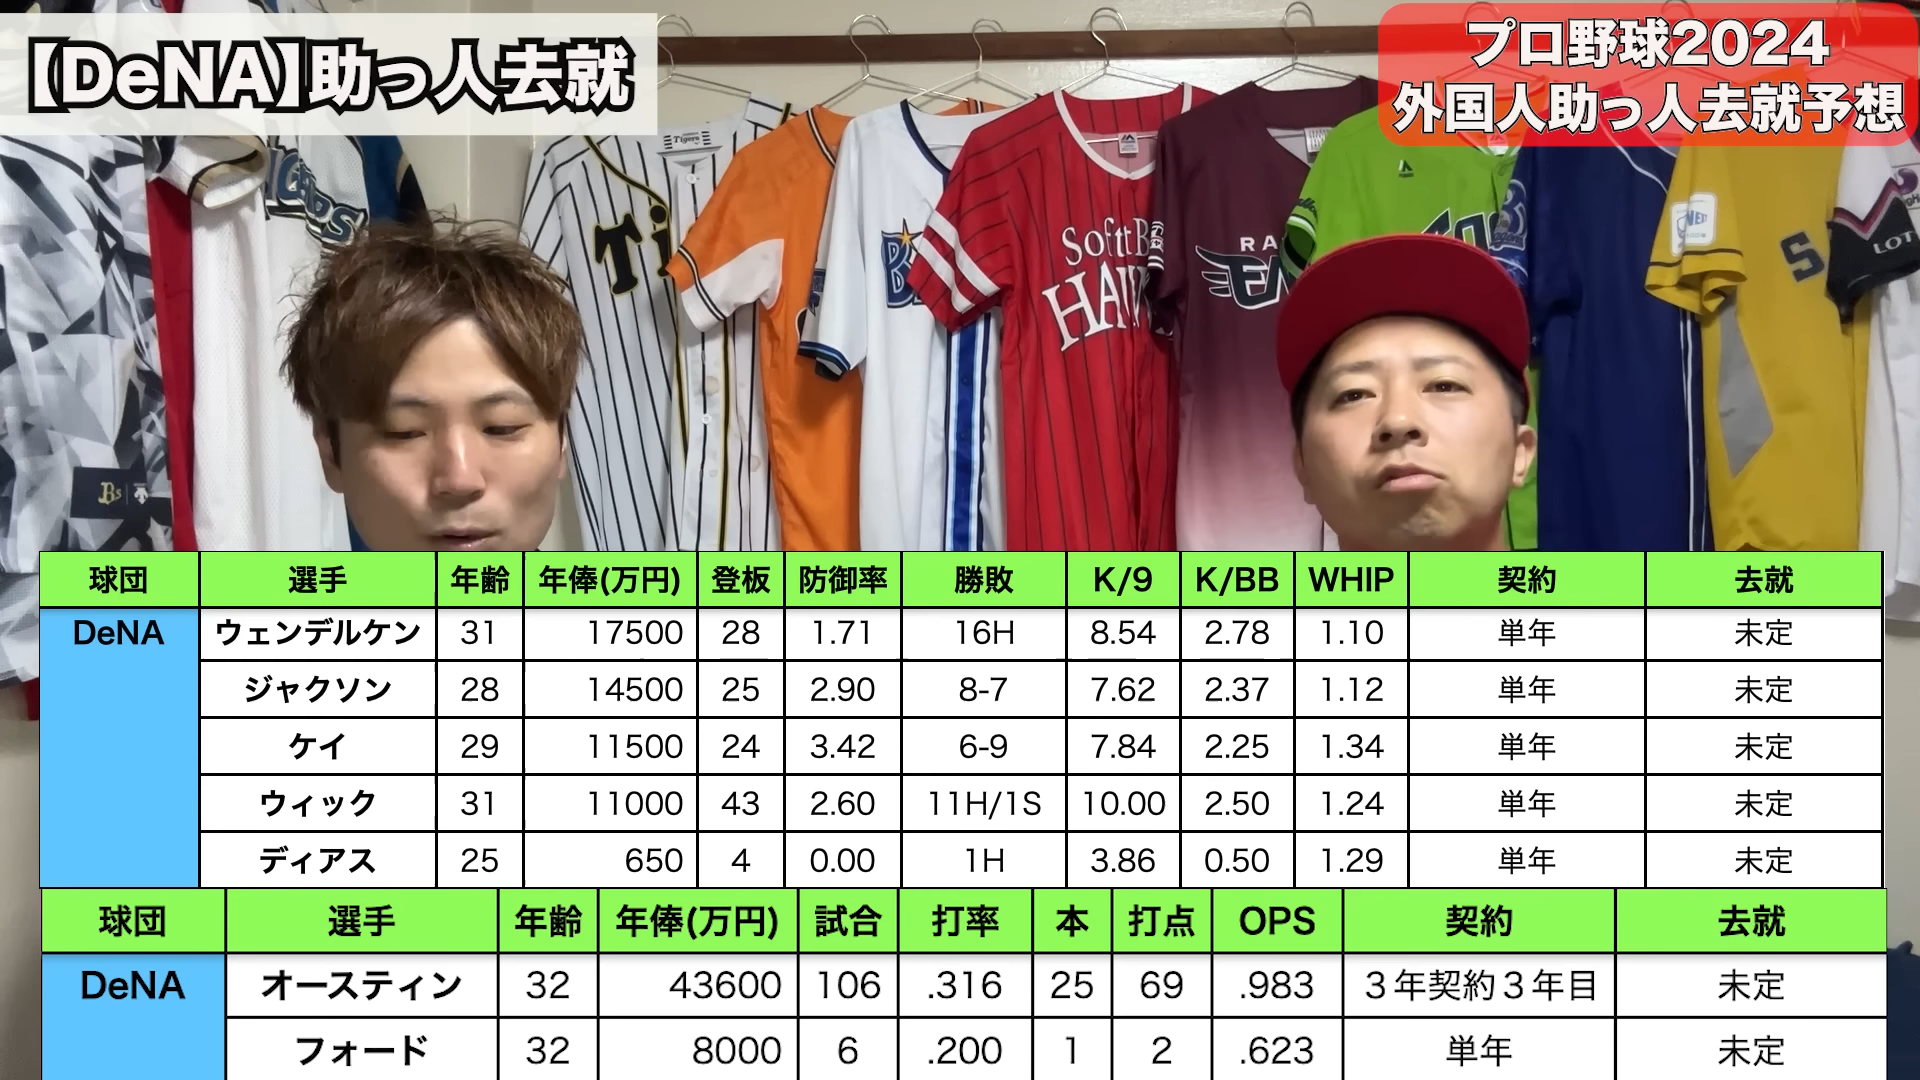 【DeNA】助っ人去就
プロ野球2024
外国人助っ人去就予想
Tigers
Ti
Softt B
HAW
RA
EA
S
LOT
Bs
球団 選手 年齢 年俸(万円) 登板 防御率 勝敗 K/9 K/BB WHIP 契約 去就
DeNA ウェンデルケン 31 17500 28 1.71 16H 8.54 2.78 1.10 単年 未定
ジャクソン 28 14500 25 2.90 8-7 7.62 2.37 1.12 単年 未定
ケイ 29 11500 24 3.42 6-9 7.84 2.25 1.34 単年 未定
ウィック 31 11000 43 2.60 11H/1S 10.00 2.50 1.24 単年 未定
ディアス 25 650 4 0.00 1H 3.86 0.50 1.29 単年 未定
球団 選手 年齢 年俸(万円) 試合 打率 本 打点 OPS 契約 去就
DeNA オースティン 32 43600 106 .316 25 69 .983 ３年契約３年目 未定
フォード 32 8000 6 .200 1 2 .623 単年 未定